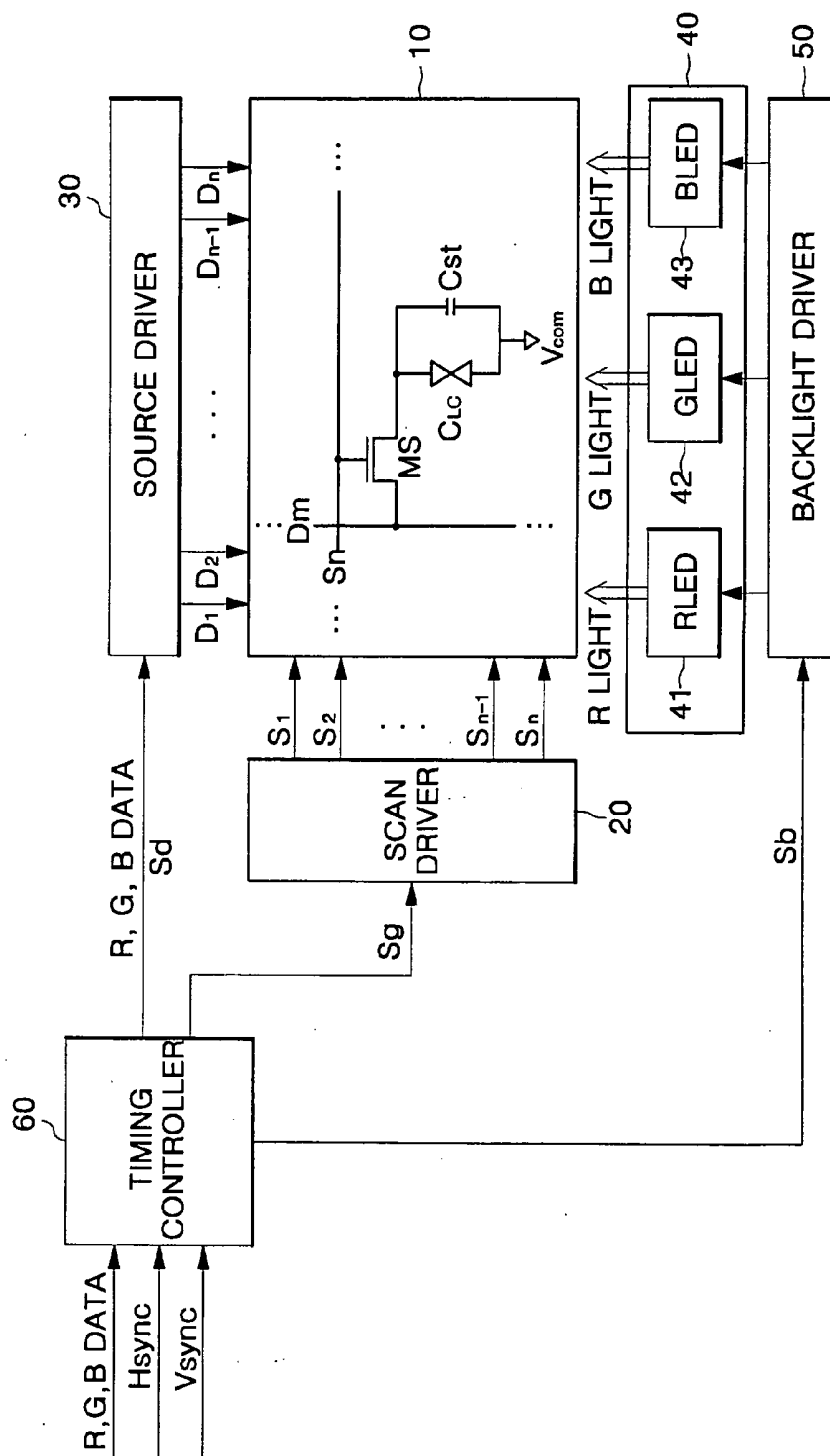 R,G,B DATA
Hsync
Vsync
60
TIMING
CONTROLLER
R, G, B DATA
Sd
Sg
Sb
30
SOURCE DRIVER
D1
D2
. . .
Dn-1
Dn
SCAN
DRIVER
20
S1
S2
. . .
Sn-1
Sn
10
... Dm
Sn
...
...
...
MS
CLC
Cst
Vcom
R LIGHT
G LIGHT
B LIGHT
40
RLED
GLED
BLED
41
42
43
BACKLIGHT DRIVER
50